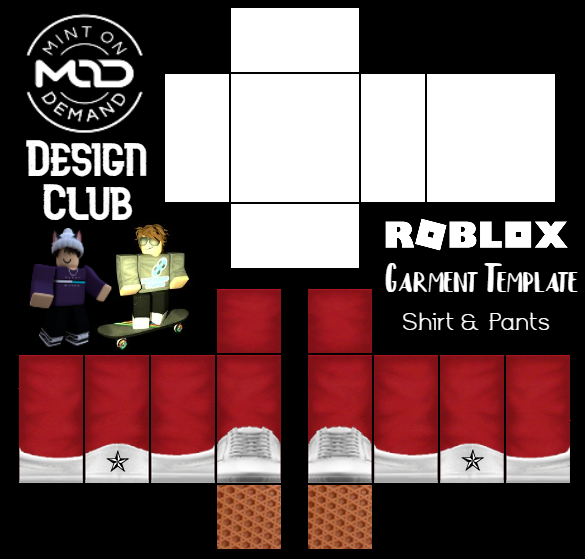 MINT ON
MOD
DEMAND
DESIGN
CLUB
ROBLOX
GARMENT TEMPLATE
Shirt & Pants